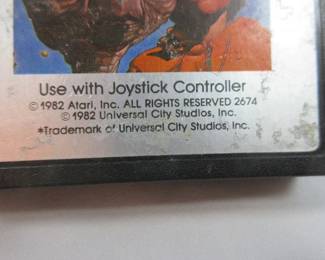 Use with Joystick Controller
©1982 Atari, Inc. ALL RIGHTS RESERVED 2674
©1982 Universal City Studios, Inc.
*Trademark of Universal City Studios, Inc.